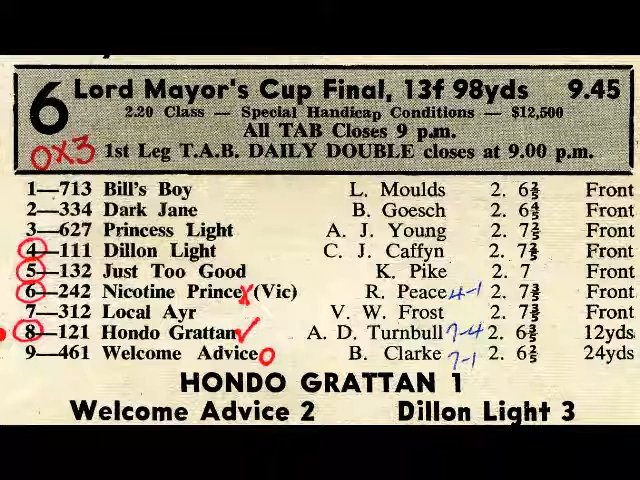 6 Lord Mayor's Cup Final, 13f 98yds 9.45
2.20 Class — Special Handicap Conditions — $12,500
All TAB Closes 9 p.m.
OX3 1st Leg T.A.B. DAILY DOUBLE closes at 9.00 p.m.
1—713 Bill's Boy L. Moulds 2. 6⅖ Front
2—334 Dark Jane B. Goesch 2. 6⅘ Front
3—627 Princess Light A. J. Young 2. 7⅖ Front
4—111 Dillon Light C. J. Caffyn 2. 7⅖ Front
5—132 Just Too Good K. Pike 2. 7 Front
6—242 Nicotine Prince X (Vic) R. Peace 4-1 2. 7⅗ Front
7—312 Local Ayr V. W. Frost 2. 7⅗ Front
8—121 Hondo Grattan ✓ A. D. Turnbull 7-4 2. 6⅗ 12yds
9—461 Welcome Advice O B. Clarke 7-1 2. 6⅖ 24yds
HONDO GRATTAN 1
Welcome Advice 2 Dillon Light 3